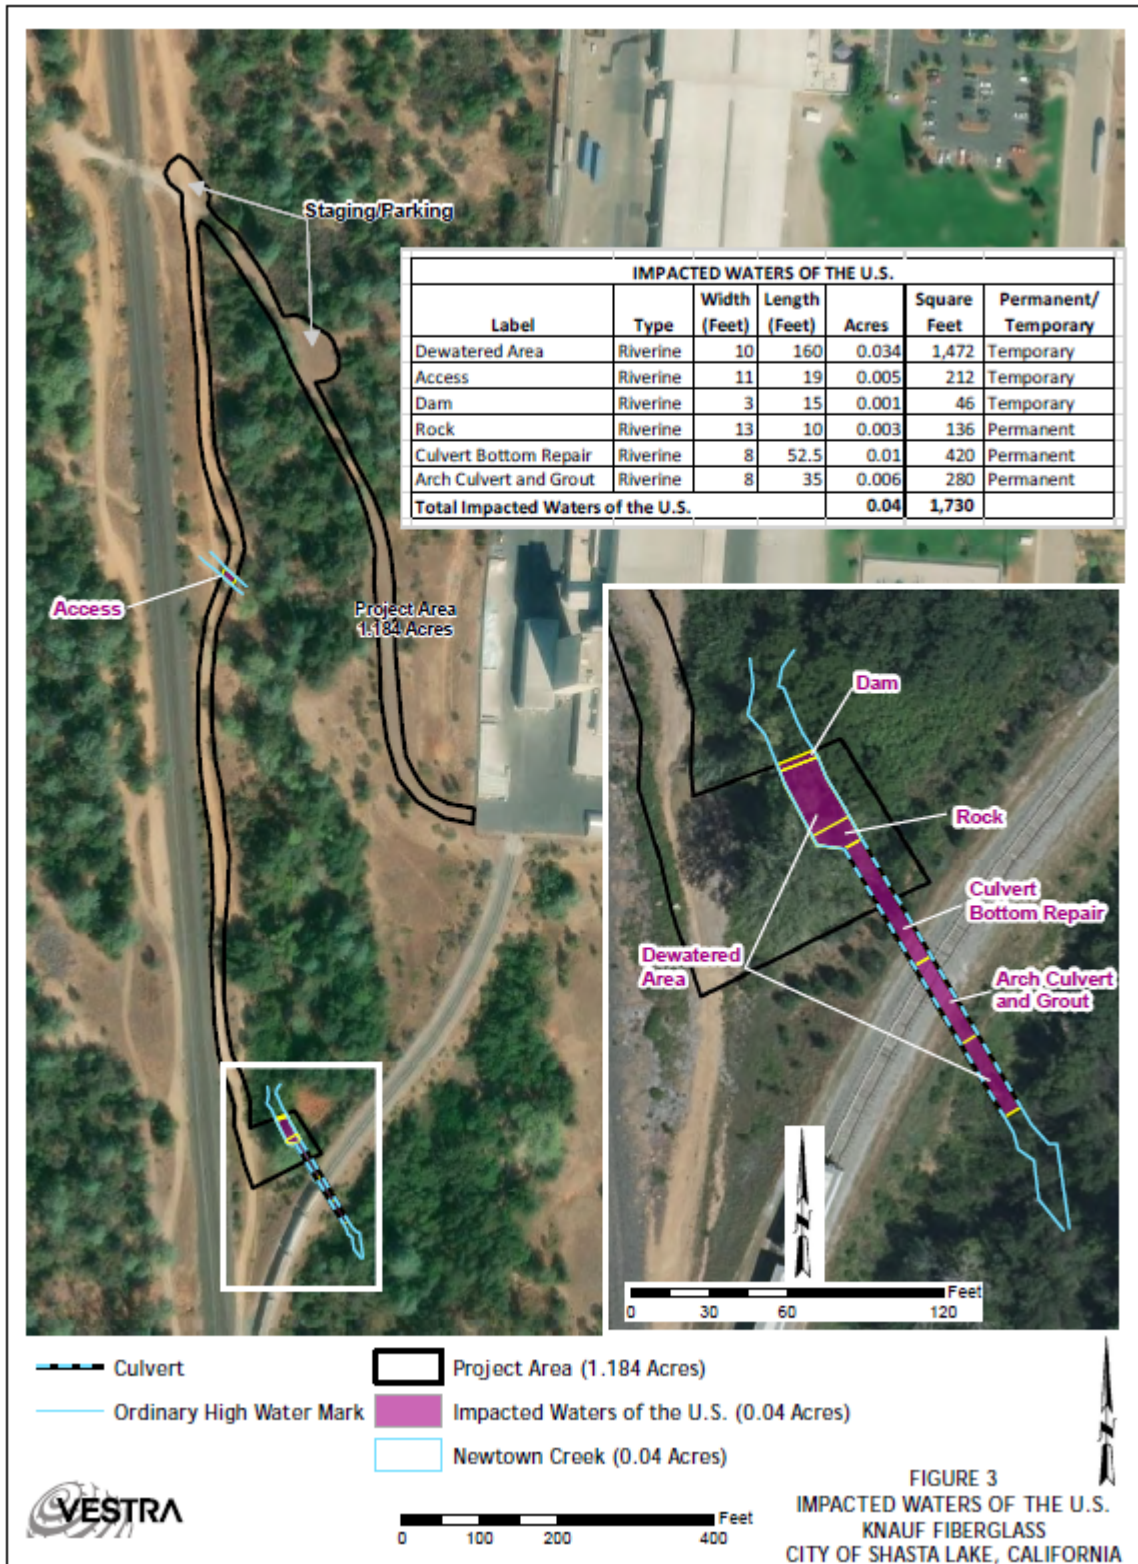 Staging/Parking
IMPACTED WATERS OF THE U.S.
Label Type Width (Feet) Length (Feet) Acres Square Feet Permanent/ Temporary
Dewatered Area Riverine 10 160 0.034 1,472 Temporary
Access Riverine 11 19 0.005 212 Temporary
Dam Riverine 3 15 0.001 46 Temporary
Rock Riverine 13 10 0.003 136 Permanent
Culvert Bottom Repair Riverine 8 52.5 0.01 420 Permanent
Arch Culvert and Grout Riverine 8 35 0.006 280 Permanent
Total Impacted Waters of the U.S. 0.04 1,730
Access
Project Area
1.184 Acres
Dam
Rock
Culvert
Bottom Repair
Dewatered
Area
Arch Culvert
and Grout
Feet
0 30 60 120
Culvert
Ordinary High Water Mark
Project Area (1.184 Acres)
Impacted Waters of the U.S. (0.04 Acres)
Newtown Creek (0.04 Acres)
VESTRA
Feet
0 100 200 400
FIGURE 3
IMPACTED WATERS OF THE U.S.
KNAUF FIBERGLASS
CITY OF SHASTA LAKE, CALIFORNIA